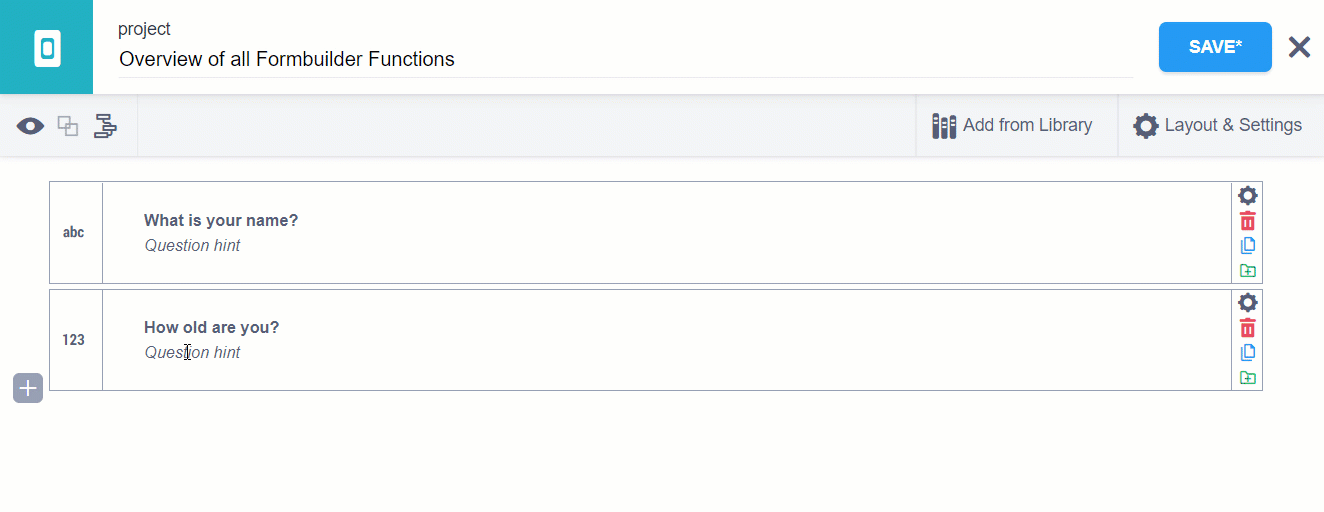 project
Overview of all Formbuilder Functions
SAVE*
Add from Library
Layout & Settings
abc
What is your name?
Question hint
123
How old are you?
Question hint